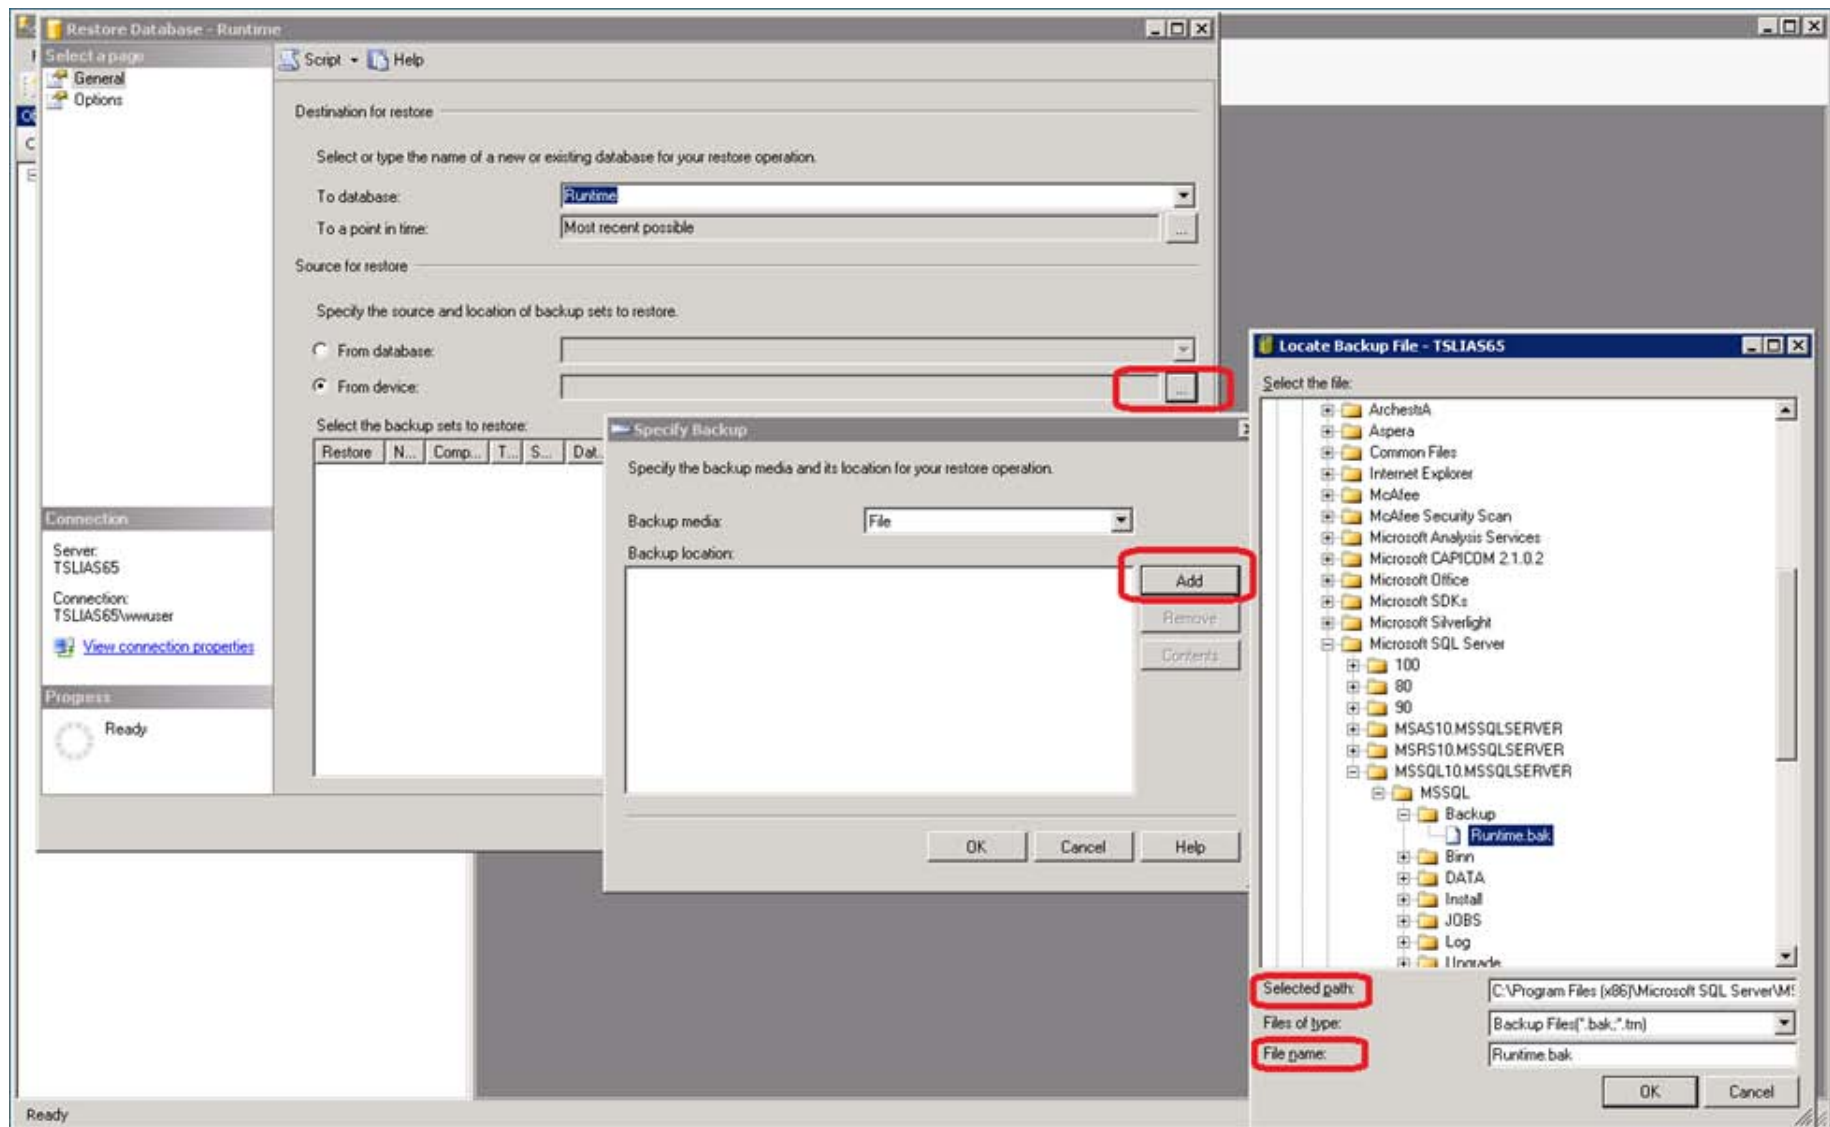 Restore Database - Runtime
Select a page
General
Options
Script
Help
Destination for restore
Select or type the name of a new or existing database for your restore operation.
To database:
Runtime
To a point in time:
Most recent possible
...
Source for restore
Specify the source and location of backup sets to restore.
From database:
From device:
...
Select the backup sets to restore:
Restore N... Comp... T... S... Dat...
Connection
Server:
TSLIAS65
Connection:
TSLIAS65\wwuser
View connection properties
Progress
Ready
Specify Backup
Specify the backup media and its location for your restore operation.
Backup media:
File
Backup location:
Add
Remove
Contents
OK
Cancel
Help
Locate Backup File - TSLIAS65
Select the file:
ArchestrA
Aspera
Common Files
Internet Explorer
McAfee
McAfee Security Scan
Microsoft Analysis Services
Microsoft CAPICOM 2.1.0.2
Microsoft Office
Microsoft SDKs
Microsoft Silverlight
Microsoft SQL Server
100
80
90
MSAS10.MSSQLSERVER
MSRS10.MSSQLSERVER
MSSQL10.MSSQLSERVER
MSSQL
Backup
Runtime.bak
Binn
DATA
Install
JOBS
Log
Upgrade
Selected path:
C:\Program Files (x86)\Microsoft SQL Server\MS
Files of type:
Backup Files(*.bak;*.trn)
File name:
Runtime.bak
OK
Cancel
Ready